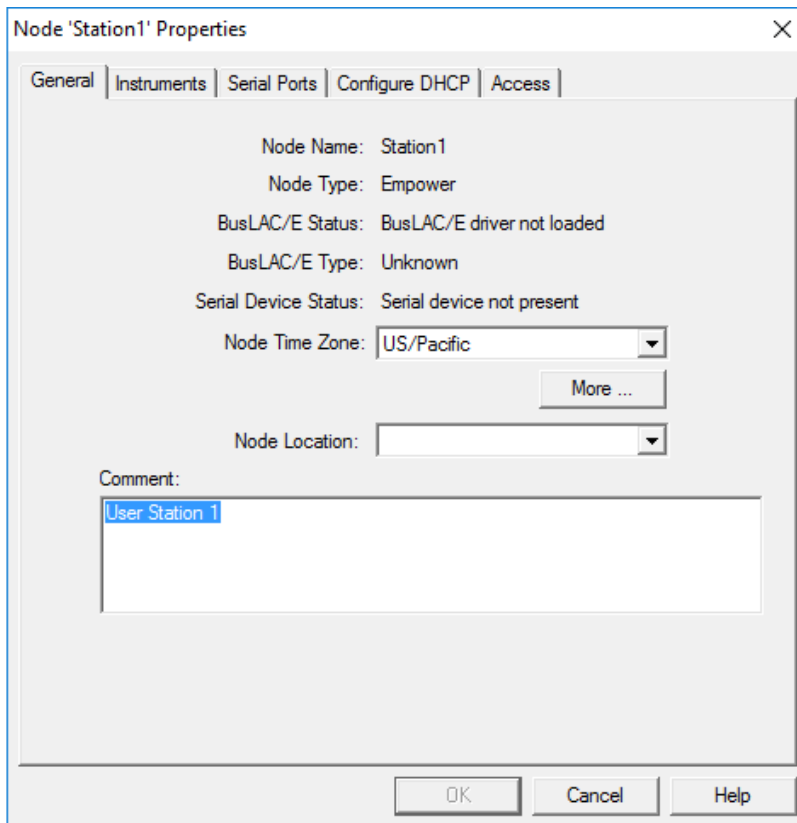 Node 'Station1' Properties
General Instruments Serial Ports Configure DHCP Access
Node Name: Station1
Node Type: Empower
BusLAC/E Status: BusLAC/E driver not loaded
BusLAC/E Type: Unknown
Serial Device Status: Serial device not present
Node Time Zone: US/Pacific
More ...
Node Location:
Comment:
User Station 1
OK Cancel Help